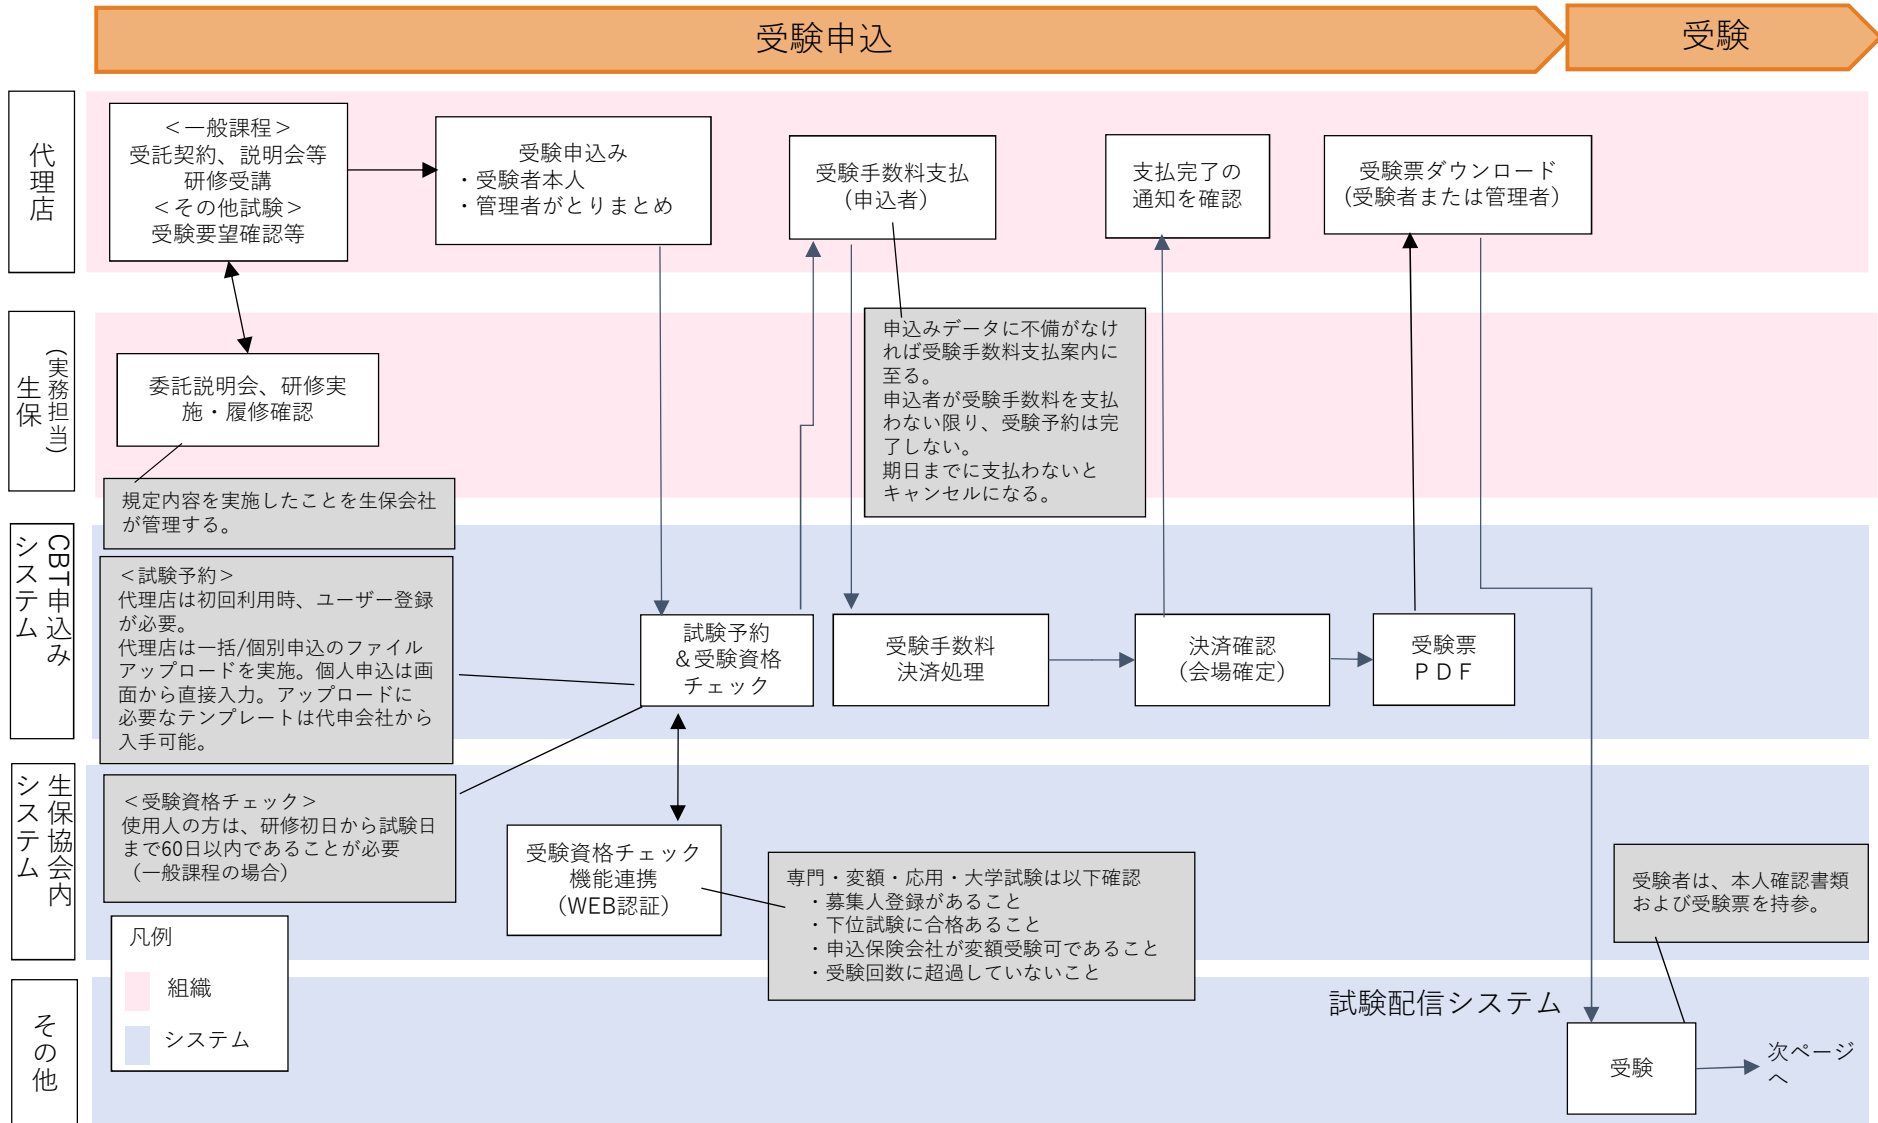 受験申込
受験
代理店
＜一般課程＞
受託契約、説明会等
研修受講
＜その他試験＞
受験要望確認等
受験申込み
・受験者本人
・管理者がとりまとめ
受験手数料支払
（申込者）
支払完了の
通知を確認
受験票ダウンロード
（受験者または管理者）
生保
（実務担当）
委託説明会、研修実
施・履修確認
規定内容を実施したことを生保会社
が管理する。
申込みデータに不備がなけ
れば受験手数料支払案内に
至る。
申込者が受験手数料を支払
わない限り、受験予約は完
了しない。
期日までに支払わないと
キャンセルになる。
CBT申込み
システム
＜試験予約＞
代理店は初回利用時、ユーザー登録
が必要。
代理店は一括/個別申込のファイル
アップロードを実施。個人申込は画
面から直接入力。アップロードに
必要なテンプレートは代申会社から
入手可能。
試験予約
＆受験資格
チェック
受験手数料
決済処理
決済確認
（会場確定）
受験票
ＰＤＦ
生保協会内
システム
＜受験資格チェック＞
使用人の方は、研修初日から試験日
まで60日以内であることが必要
（一般課程の場合）
受験資格チェック
機能連携
（WEB認証）
専門・変額・応用・大学試験は以下確認
・募集人登録があること
・下位試験に合格あること
・申込保険会社が変額受験可であること
・受験回数に超過していないこと
受験者は、本人確認書類
および受験票を持参。
凡例
組織
システム
その他
試験配信システム
受験
次ページ
へ